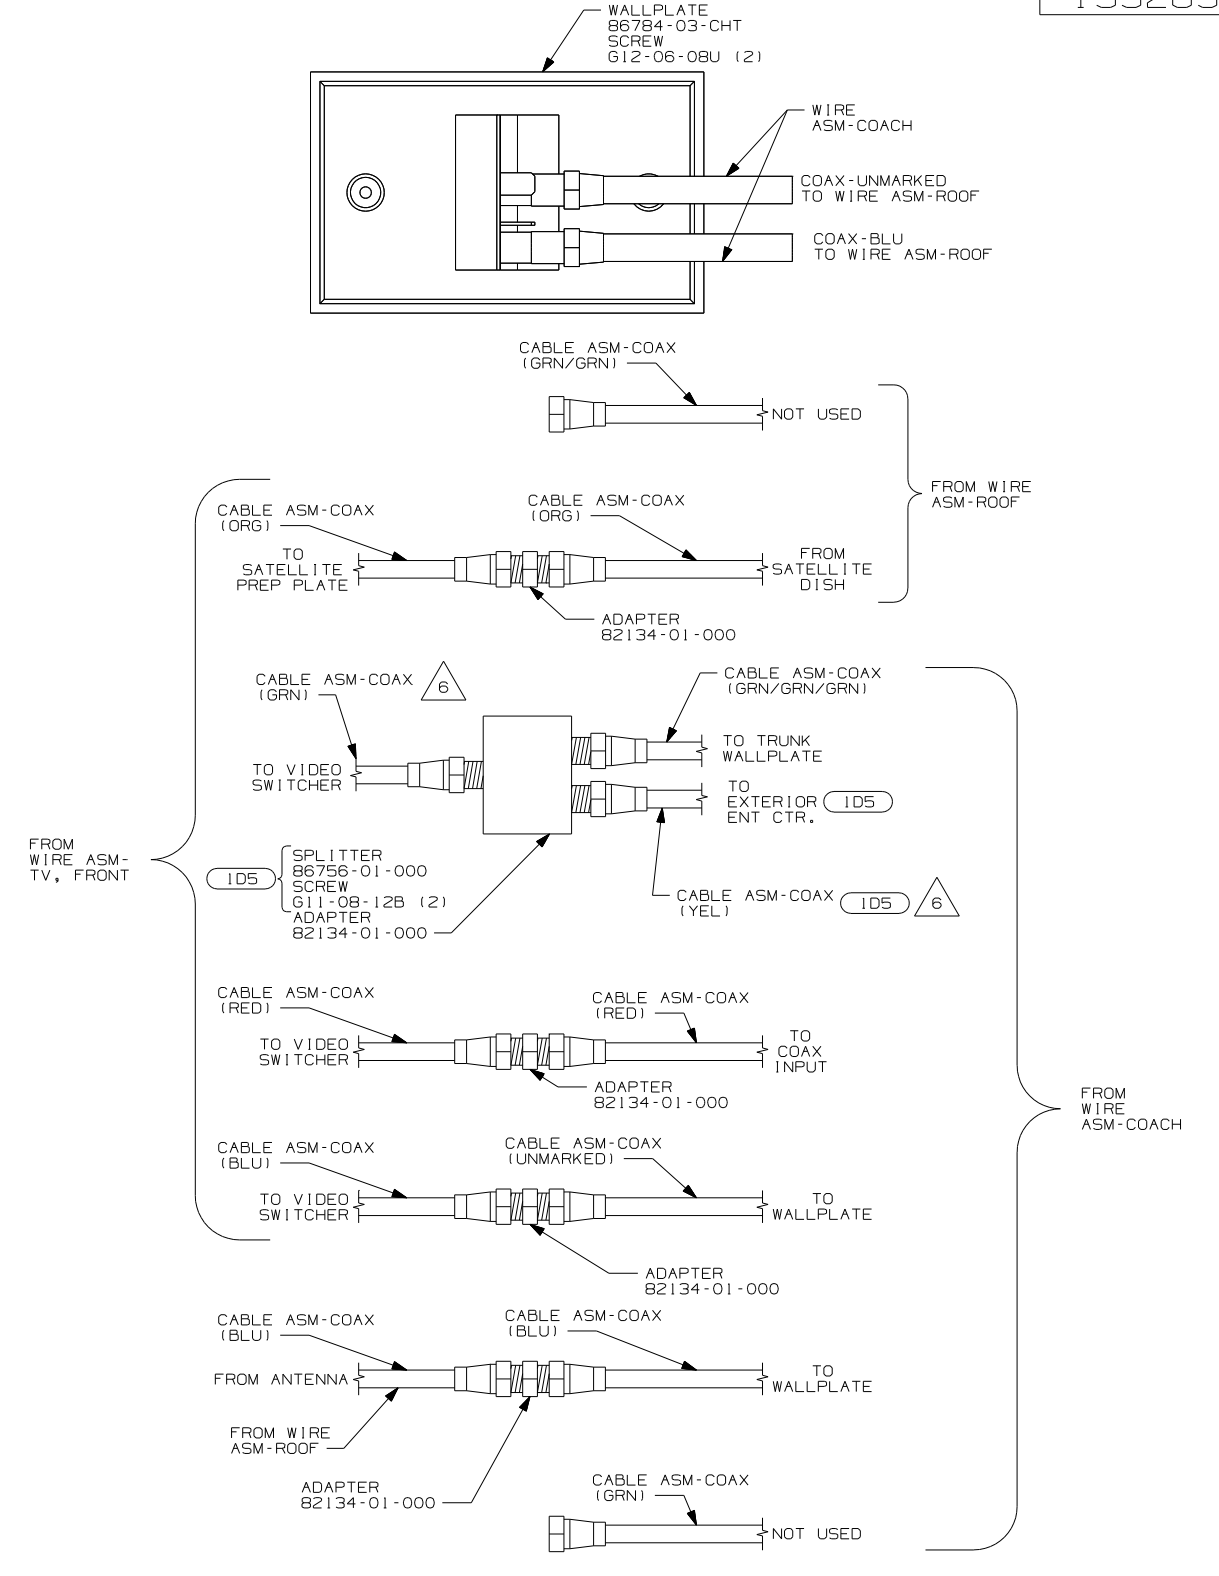 WALLPLATE
86784-03-CHT
SCREW
G12-06-08U (2)
WIRE
ASM-COACH
COAX-UNMARKED
TO WIRE ASM-ROOF
COAX-BLU
TO WIRE ASM-ROOF
CABLE ASM-COAX
(GRN/GRN)
NOT USED
FROM WIRE
ASM-ROOF
CABLE ASM-COAX
(ORG)
CABLE ASM-COAX
(ORG)
TO
SATELLITE
PREP PLATE
FROM
SATELLITE
DISH
ADAPTER
82134-01-000
CABLE ASM-COAX
(GRN)
6
CABLE ASM-COAX
(GRN/GRN/GRN)
TO TRUNK
WALLPLATE
TO VIDEO
SWITCHER
TO
EXTERIOR
ENT CTR.
1D5
FROM
WIRE ASM-
TV, FRONT
1D5
SPLITTER
86756-01-000
SCREW
G11-08-12B (2)
ADAPTER
82134-01-000
CABLE ASM-COAX
(YEL)
1D5
6
CABLE ASM-COAX
(RED)
CABLE ASM-COAX
(RED)
TO VIDEO
SWITCHER
TO
COAX
INPUT
ADAPTER
82134-01-000
FROM
WIRE
ASM-COACH
CABLE ASM-COAX
(BLU)
CABLE ASM-COAX
(UNMARKED)
TO VIDEO
SWITCHER
TO
WALLPLATE
ADAPTER
82134-01-000
CABLE ASM-COAX
(BLU)
CABLE ASM-COAX
(BLU)
FROM ANTENNA
TO
WALLPLATE
FROM WIRE
ASM-ROOF
ADAPTER
82134-01-000
CABLE ASM-COAX
(GRN)
NOT USED